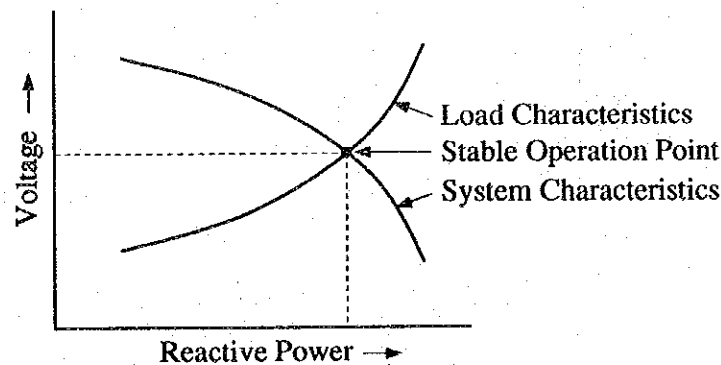 Load Characteristics
Stable Operation Point
System Characteristics
Voltage
Reactive Power